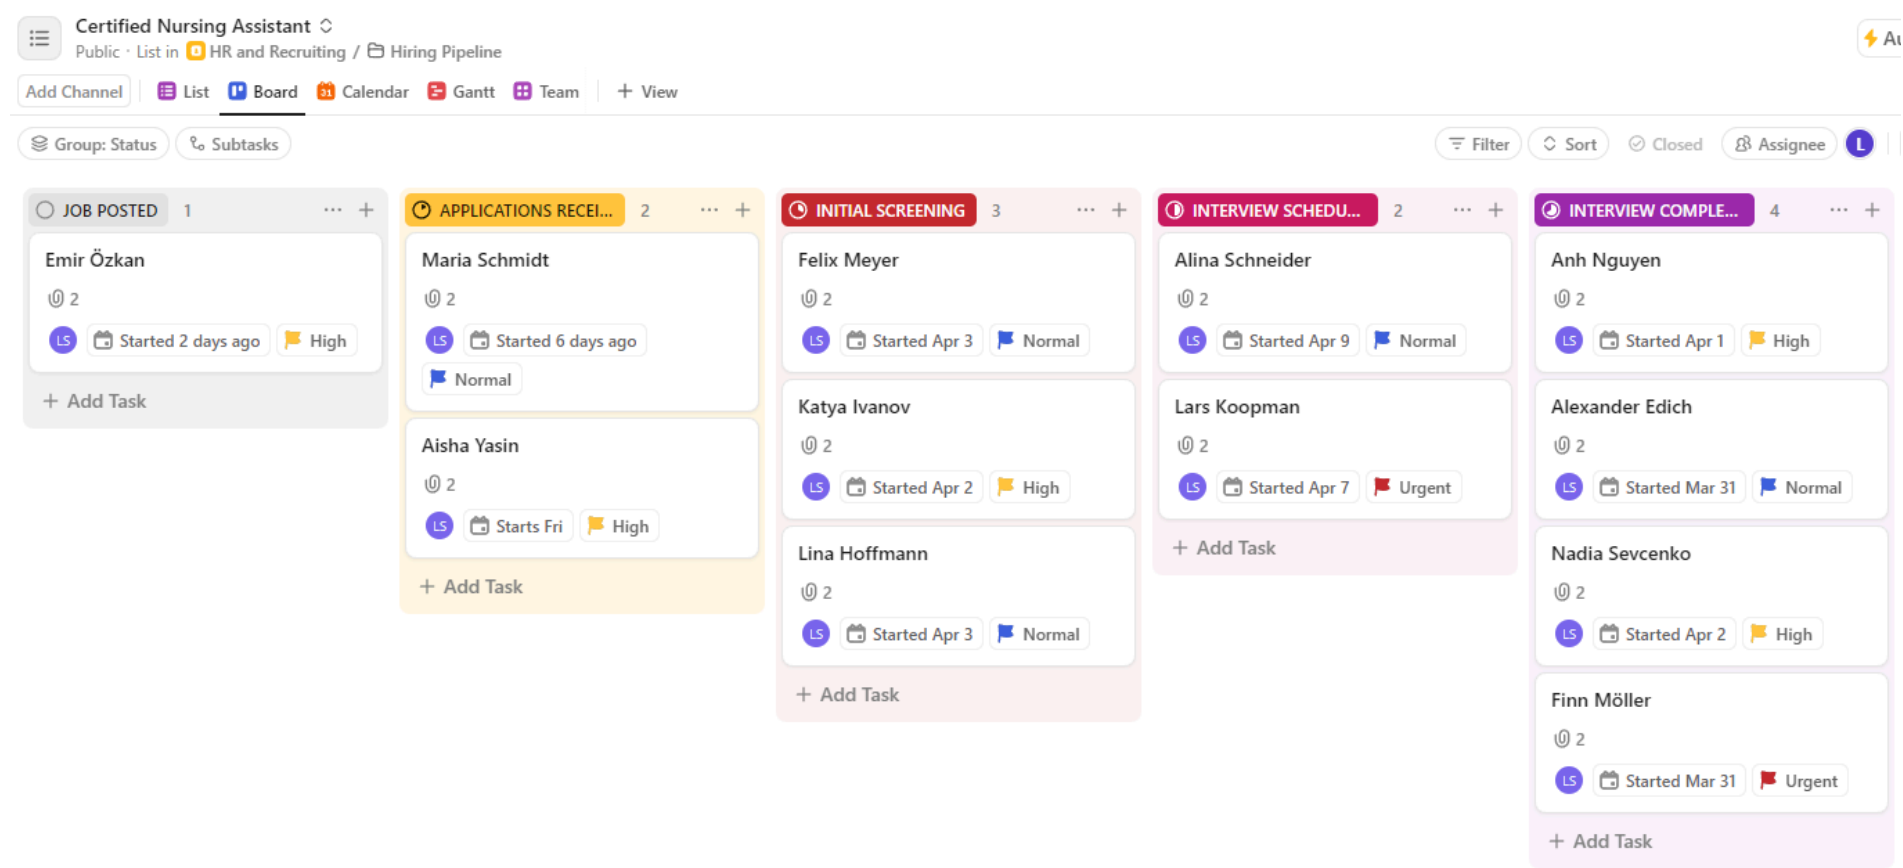 Certified Nursing Assistant
Public · List in HR and Recruiting / Hiring Pipeline
Add Channel List Board 31 Calendar Gantt Team + View
Group: Status Subtasks Filter Sort Closed Assignee L
JOB POSTED 1 ... +
Emir Özkan
2
LS Started 2 days ago High
+ Add Task
APPLICATIONS RECEI... 2 ... +
Maria Schmidt
2
LS Started 6 days ago
Normal
Aisha Yasin
2
LS Starts Fri High
+ Add Task
INITIAL SCREENING 3 ... +
Felix Meyer
2
LS Started Apr 3 Normal
Katya Ivanov
2
LS Started Apr 2 High
Lina Hoffmann
2
LS Started Apr 3 Normal
+ Add Task
INTERVIEW SCHEDU... 2 ... +
Alina Schneider
2
LS Started Apr 9 Normal
Lars Koopman
2
LS Started Apr 7 Urgent
+ Add Task
INTERVIEW COMPLE... 4 ... +
Anh Nguyen
2
LS Started Apr 1 High
Alexander Edich
2
LS Started Mar 31 Normal
Nadia Sevcenko
2
LS Started Apr 2 High
Finn Möller
2
LS Started Mar 31 Urgent
+ Add Task